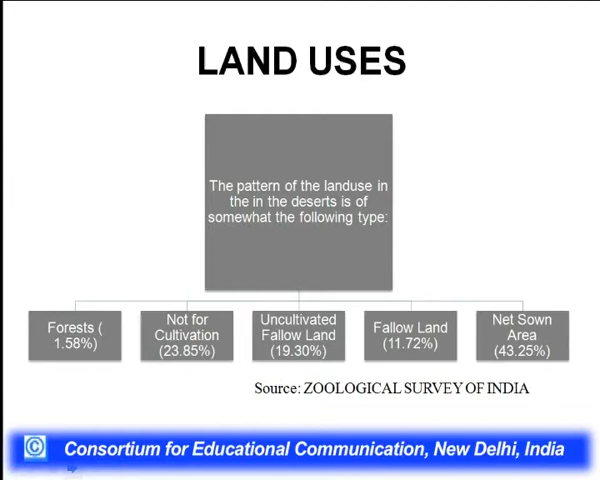 LAND USES
The pattern of the landuse in
the in the deserts is of
somewhat the following type:
Forests (
1.58%)
Not for
Cultivation
(23.85%)
Uncultivated
Fallow Land
(19.30%)
Fallow Land
(11.72%)
Net Sown
Area
(43.25%)
Source: ZOOLOGICAL SURVEY OF INDIA
© Consortium for Educational Communication, New Delhi, India